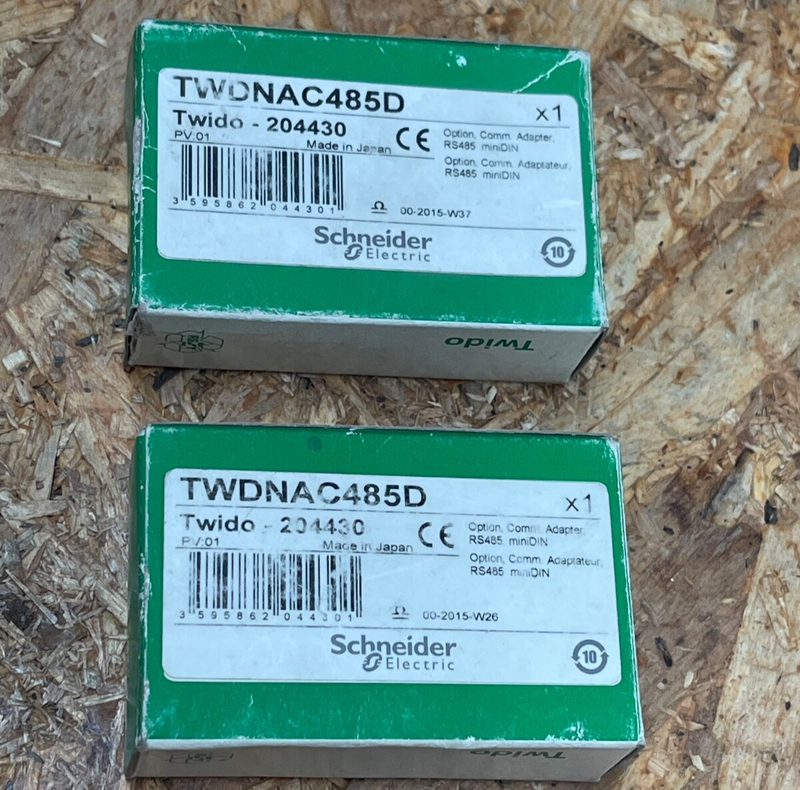 TWDNAC485D
x1
Twido - 204430
PV:01
Made in Japan
CE
Option, Comm. Adapter,
RS485 miniDIN
Option, Comm. Adaptateur,
RS485 miniDIN
3 595862 044301
00-2015-W37
Schneider
Electric
10
Twido
TWDNAC485D
x1
Twido - 204430
PV:01
Made in Japan
CE
Option, Comm. Adapter,
RS485 miniDIN
Option, Comm. Adaptateur,
RS485 miniDIN
3 595862 044301
00-2015-W26
Schneider
Electric
10
Twido